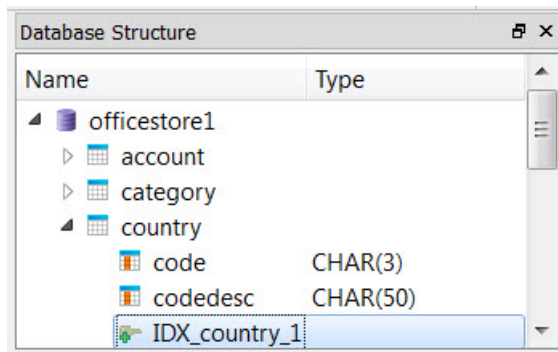 Database Structure
Name Type
officestore1
account
category
country
code CHAR(3)
codedesc CHAR(50)
IDX_country_1